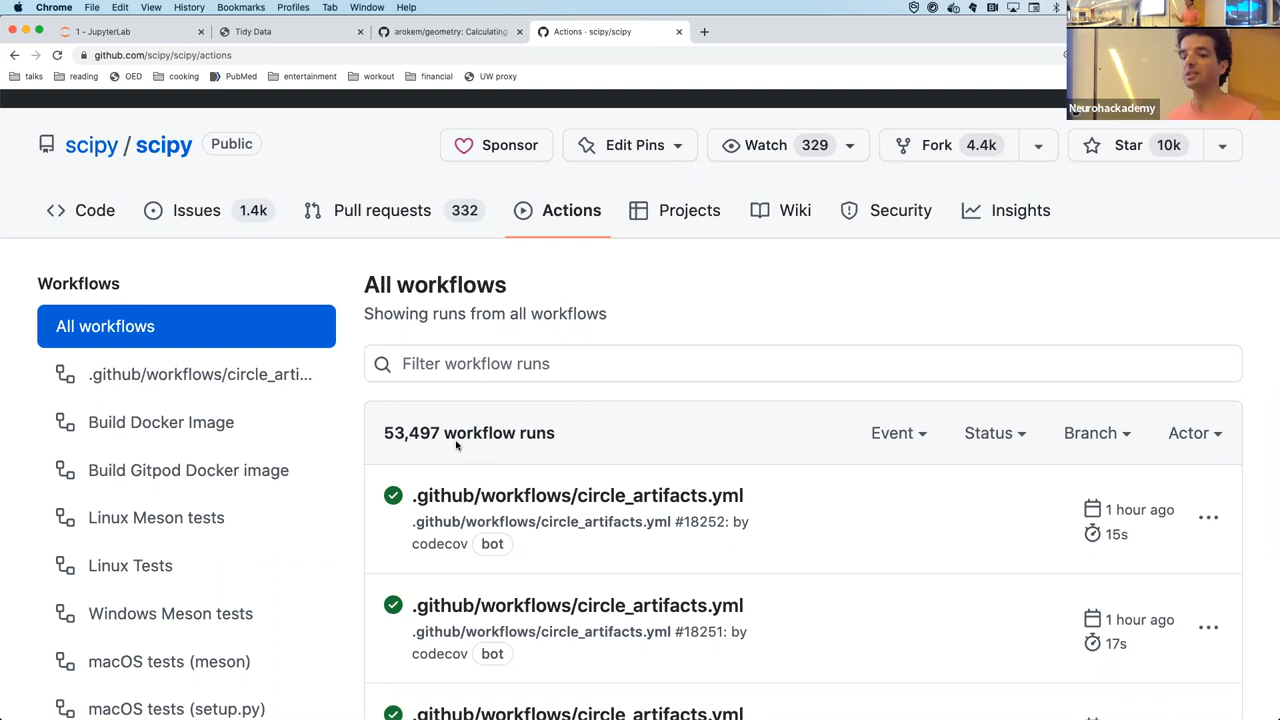 Chrome File Edit View History Bookmarks Profiles Tab Window Help
1 - JupyterLab
Tidy Data
arokem/geometry: Calculating
Actions · scipy/scipy
github.com/scipy/scipy/actions
talks reading OED cooking PubMed entertainment workout financial UW proxy
Neurohackademy
scipy / scipy Public
Sponsor Edit Pins Watch 329 Fork 4.4k Star 10k
Code Issues 1.4k Pull requests 332 Actions Projects Wiki Security Insights
Workflows
All workflows
.github/workflows/circle_arti...
Build Docker Image
Build Gitpod Docker image
Linux Meson tests
Linux Tests
Windows Meson tests
macOS tests (meson)
macOS tests (setup.py)
All workflows
Showing runs from all workflows
Filter workflow runs
53,497 workflow runs Event Status Branch Actor
.github/workflows/circle_artifacts.yml
.github/workflows/circle_artifacts.yml #18252: by
codecov bot
1 hour ago
15s
.github/workflows/circle_artifacts.yml
.github/workflows/circle_artifacts.yml #18251: by
codecov bot
1 hour ago
17s
.github/workflows/circle_artifacts.yml